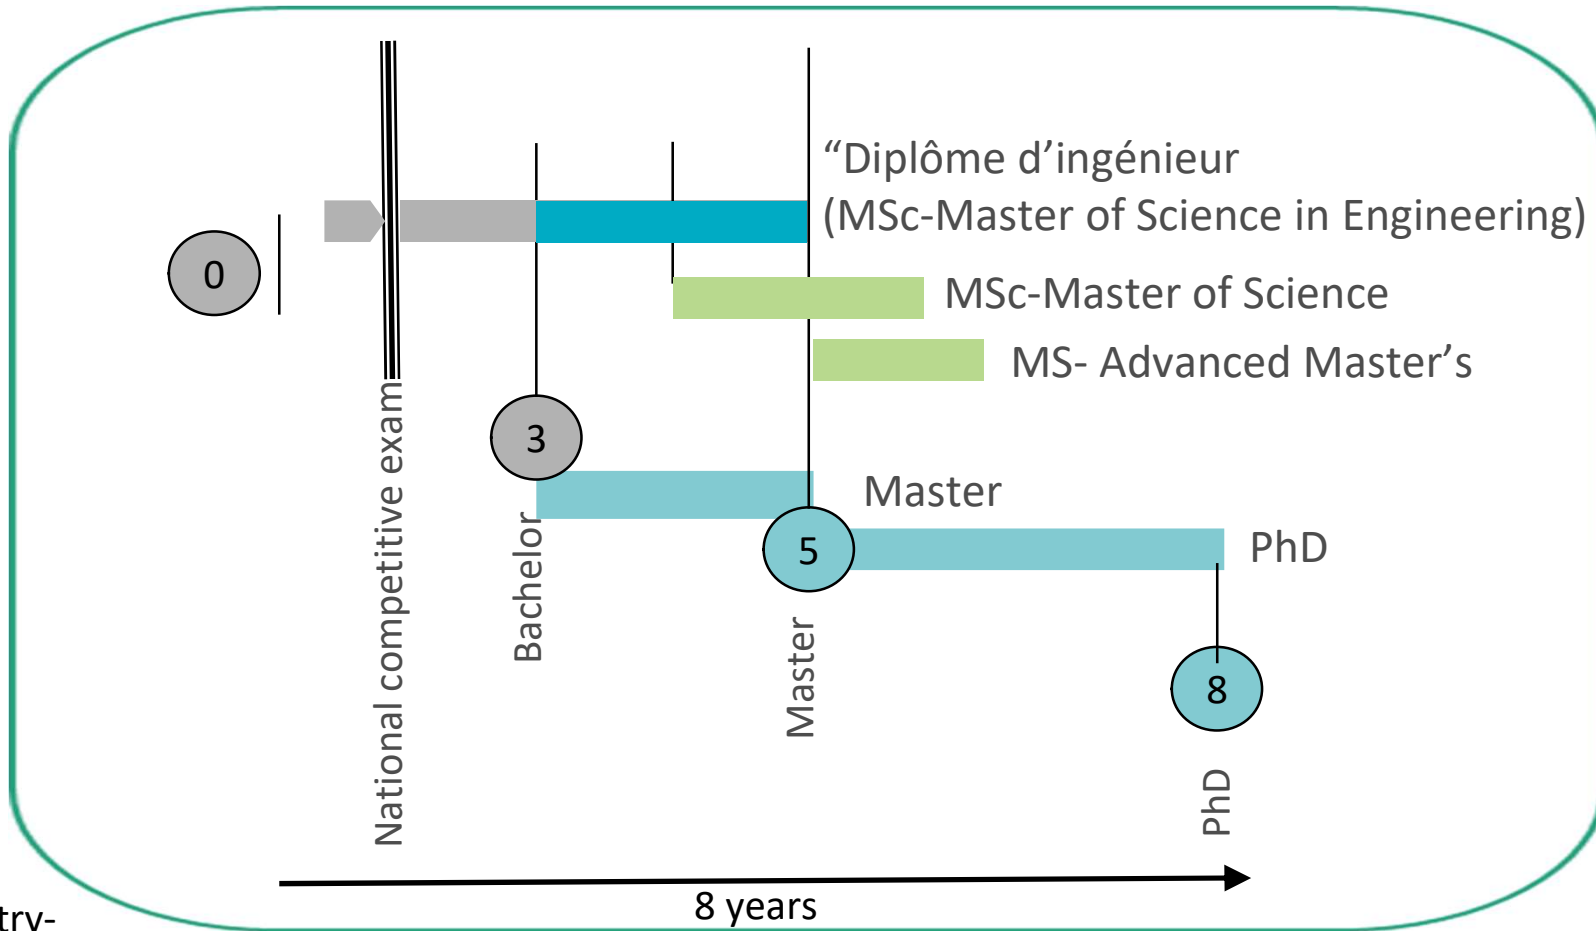 “Diplôme d’ingénieur
(MSc-Master of Science in Engineering)
0
MSc-Master of Science
MS- Advanced Master’s
National competitive exam
3
Bachelor
Master
5
PhD
Master
8
PhD
8 years
try-